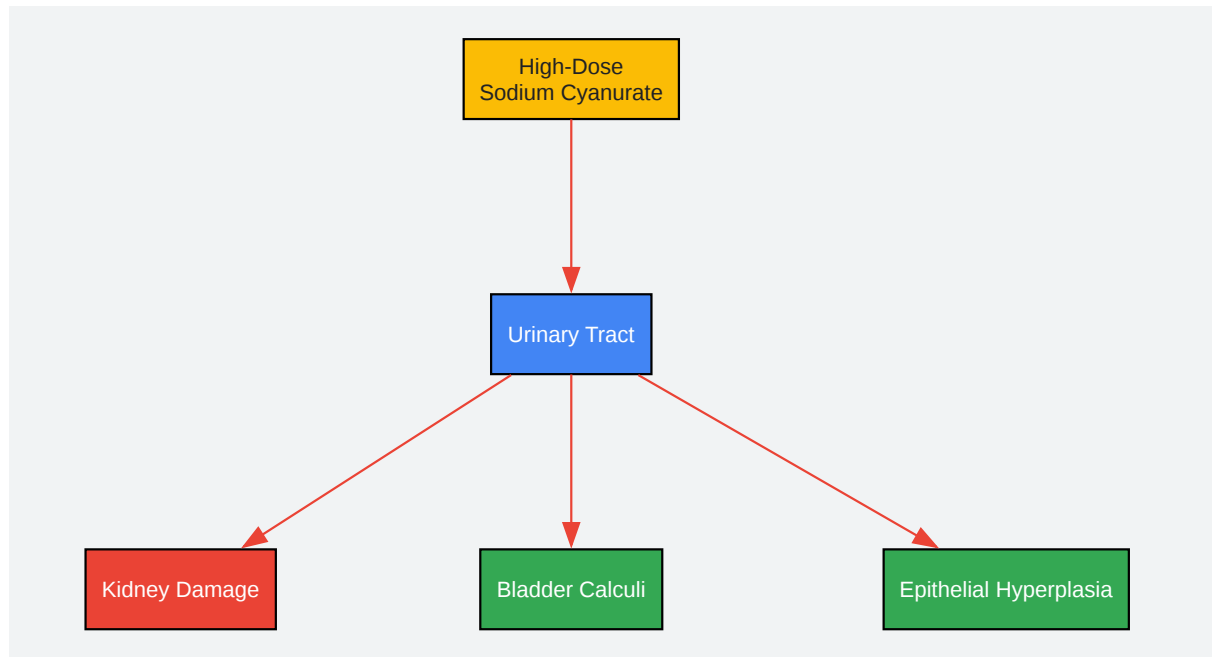 High-Dose
Sodium Cyanurate
Urinary Tract
Kidney Damage
Bladder Calculi
Epithelial Hyperplasia